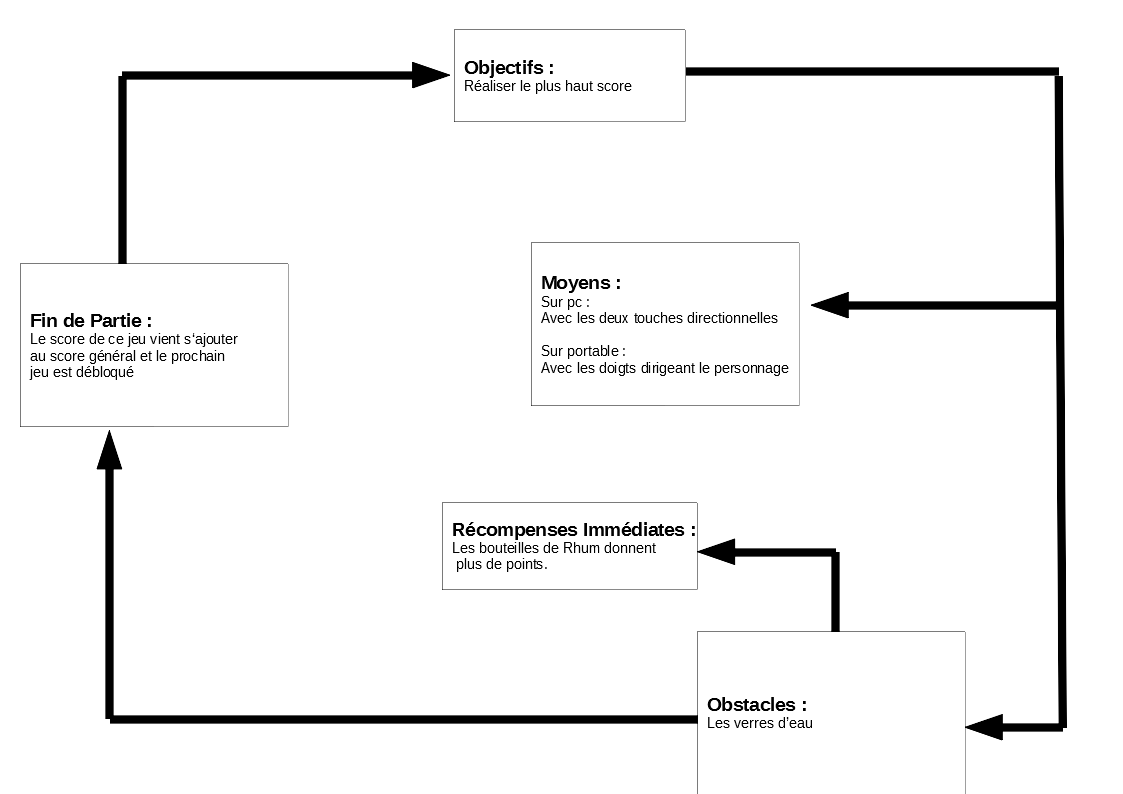 Objectifs :
Réaliser le plus haut score
Moyens :
Sur pc :
Avec les deux touches directionnelles
Sur portable :
Avec les doigts dirigeant le personnage
Fin de Partie :
Le score de ce jeu vient s'ajouter
au score général et le prochain
jeu est débloqué
Récompenses Immédiates :
Les bouteilles de Rhum donnent
plus de points.
Obstacles :
Les verres d'eau